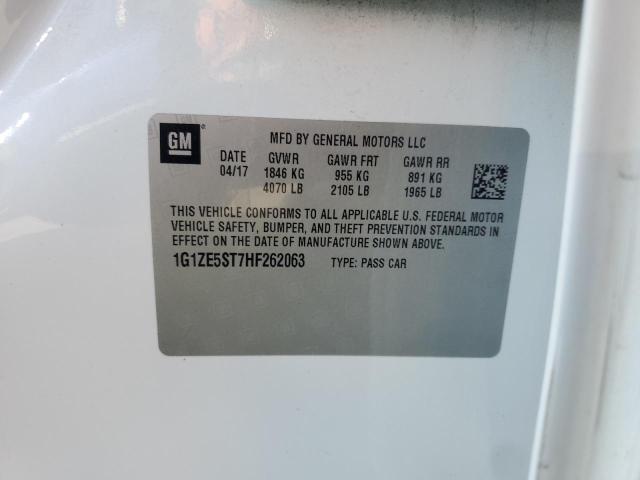 GM ®
MFD BY GENERAL MOTORS LLC
DATE GVWR GAWR FRT GAWR RR
04/17 1846 KG 955 KG 891 KG
4070 LB 2105 LB 1965 LB
THIS VEHICLE CONFORMS TO ALL APPLICABLE U.S. FEDERAL MOTOR
VEHICLE SAFETY, BUMPER, AND THEFT PREVENTION STANDARDS
IN EFFECT ON THE DATE OF MANUFACTURE SHOWN ABOVE.
1G1ZE5ST7HF262063 TYPE: PASS CAR